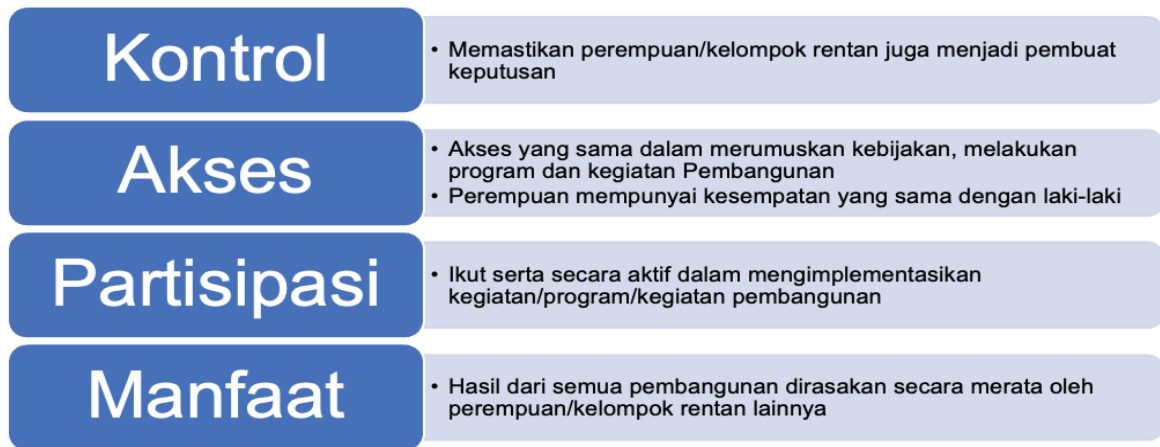 Kontrol
• Memastikan perempuan/kelompok rentan juga menjadi pembuat
keputusan
Akses
• Akses yang sama dalam merumuskan kebijakan, melakukan
program dan kegiatan Pembangunan
• Perempuan mempunyai kesempatan yang sama dengan laki-laki
Partisipasi
• Ikut serta secara aktif dalam mengimplementasikan
kegiatan/program/kegiatan pembangunan
Manfaat
• Hasil dari semua pembangunan dirasakan secara merata oleh
perempuan/kelompok rentan lainnya